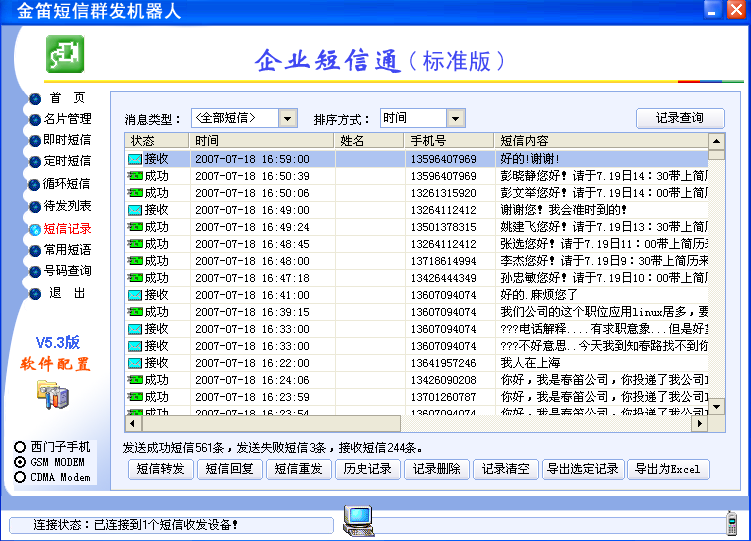 金笛短信群发机器人
企业短信通(标准版)
首 页
名片管理
即时短信
定时短信
循环短信
待发列表
短信记录
常用短语
号码查询
退 出
V5.3版
软件配置
西门子手机
GSM MODEM
CDMA Modem
消息类型: <全部短信> 排序方式: 时间 记录查询
状态 时间 姓名 手机号 短信内容
接收 2007-07-18 16:59:00 13596407969 好的!谢谢!
成功 2007-07-18 16:50:39 13596407969 彭晓静您好!请于7.19日14:30带上简历
成功 2007-07-18 16:50:06 13261315920 彭文举您好!请于7.19日14:00带上简历
接收 2007-07-18 16:49:00 13264112412 谢谢您!我会准时到的!
成功 2007-07-18 16:49:24 13501378315 姚建飞您好!请于7.19日13:30带上简历
成功 2007-07-18 16:48:45 13264112412 张选您好!请于7.19日11:00带上简历来
成功 2007-07-18 16:48:00 13718614994 李杰您好!请于7.19日9:30带上简历来
成功 2007-07-18 16:47:18 13426444349 孙忠敏您好!请于7.19日10:00带上简历
接收 2007-07-18 16:41:00 13607094074 好的.麻烦您了
成功 2007-07-18 16:39:15 13607094074 我们公司的这个职位应用linux居多,要
接收 2007-07-18 16:33:00 13607094074 ???电话解释....有求职意象...但是好
接收 2007-07-18 16:33:00 13607094074 ???不好意思..今天我到知春路找不到你
接收 2007-07-18 16:22:00 13641957246 我人在上海
成功 2007-07-18 16:24:06 13426090208 你好,我是春笛公司,你投递了我公司
成功 2007-07-18 16:23:59 13701260787 你好,我是春笛公司,你投递了我公司
成功 2007-07-18 16:23:54 13607094074 你好,我是春笛公司,你投递了我公司
发送成功短信561条,发送失败短信3条,接收短信244条。
短信转发 短信回复 短信重发 历史记录 记录删除 记录清空 导出选定记录 导出为Excel
连接状态:已连接到1个短信收发设备!